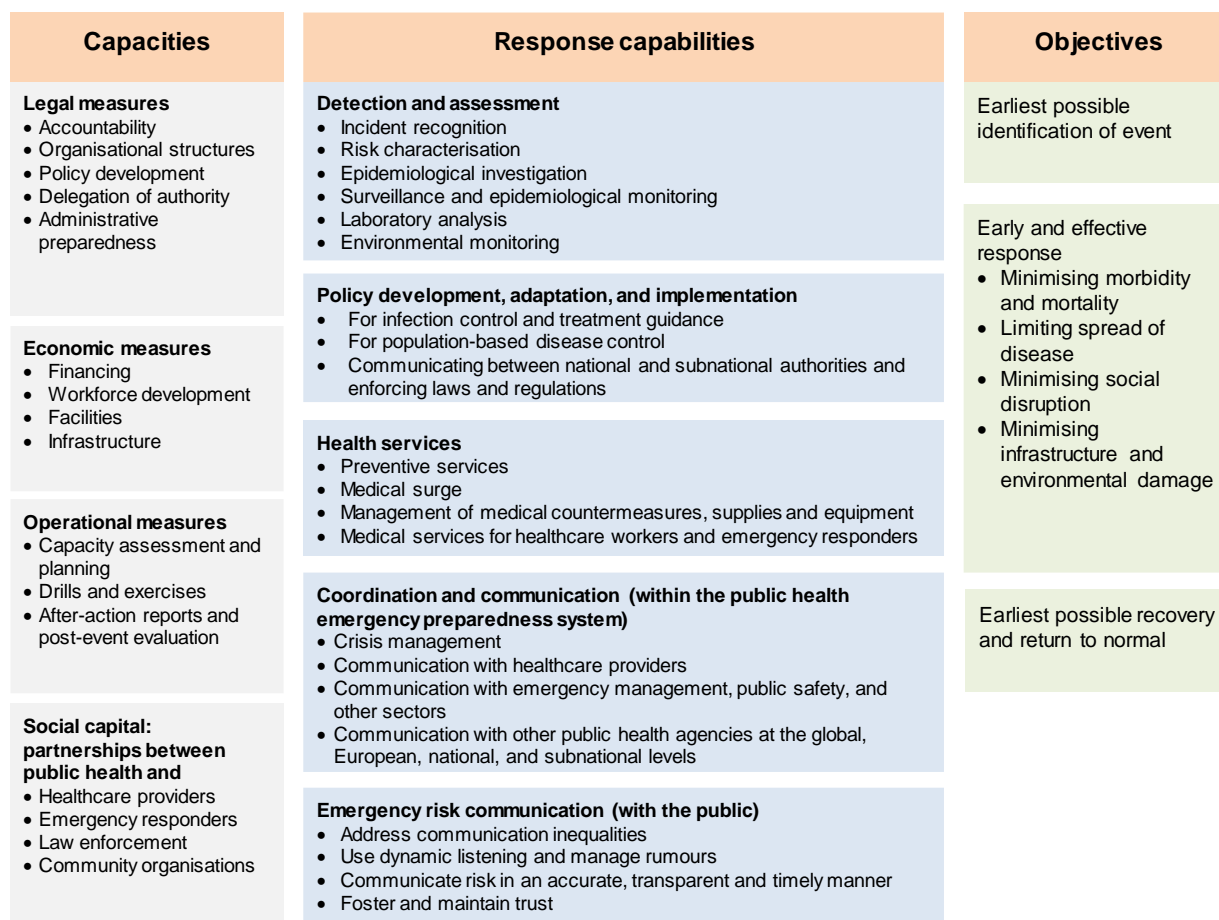 Capacities
Legal measures
• Accountability
• Organisational structures
• Policy development
• Delegation of authority
• Administrative
preparedness
Economic measures
• Financing
• Workforce development
• Facilities
• Infrastructure
Operational measures
• Capacity assessment and
planning
• Drills and exercises
• After-action reports and
post-event evaluation
Social capital:
partnerships between
public health and
• Healthcare providers
• Emergency responders
• Law enforcement
• Community organisations
Response capabilities
Detection and assessment
• Incident recognition
• Risk characterisation
• Epidemiological investigation
• Surveillance and epidemiological monitoring
• Laboratory analysis
• Environmental monitoring
Policy development, adaptation, and implementation
• For infection control and treatment guidance
• For population-based disease control
• Communicating between national and subnational authorities and
enforcing laws and regulations
Health services
• Preventive services
• Medical surge
• Management of medical countermeasures, supplies and equipment
• Medical services for healthcare workers and emergency responders
Coordination and communication (within the public health
emergency preparedness system)
• Crisis management
• Communication with healthcare providers
• Communication with emergency management, public safety, and
other sectors
• Communication with other public health agencies at the global,
European, national, and subnational levels
Emergency risk communication (with the public)
• Address communication inequalities
• Use dynamic listening and manage rumours
• Communicate risk in an accurate, transparent and timely manner
• Foster and maintain trust
Objectives
Earliest possible
identification of event
Early and effective
response
• Minimising morbidity
and mortality
• Limiting spread of
disease
• Minimising social
disruption
• Minimising
infrastructure and
environmental damage
Earliest possible recovery
and return to normal